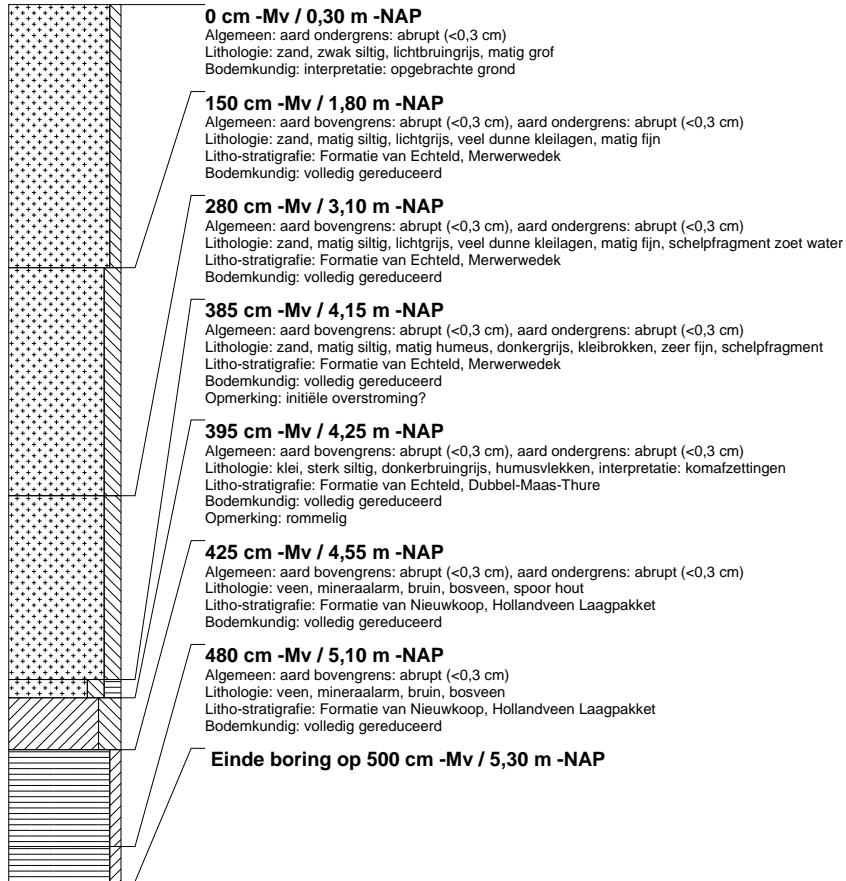 0 cm -Mv / 0,30 m -NAP
Algemeen: aard ondergrens: abrupt (<0,3 cm)
Lithologie: zand, zwak siltig, lichtbruingrijs, matig grof
Bodemkundig: interpretatie: opgebrachte grond
150 cm -Mv / 1,80 m -NAP
Algemeen: aard bovengrens: abrupt (<0,3 cm), aard ondergrens: abrupt (<0,3 cm)
Lithologie: zand, matig siltig, lichtgrijs, veel dunne kleilagen, matig fijn
Litho-stratigrafie: Formatie van Echteld, Merwerwedek
Bodemkundig: volledig gereduceerd
280 cm -Mv / 3,10 m -NAP
Algemeen: aard bovengrens: abrupt (<0,3 cm), aard ondergrens: abrupt (<0,3 cm)
Lithologie: zand, matig siltig, lichtgrijs, veel dunne kleilagen, matig fijn, schelpfragment zoet water
Litho-stratigrafie: Formatie van Echteld, Merwerwedek
Bodemkundig: volledig gereduceerd
385 cm -Mv / 4,15 m -NAP
Algemeen: aard bovengrens: abrupt (<0,3 cm), aard ondergrens: abrupt (<0,3 cm)
Lithologie: zand, matig siltig, matig humeus, donkergrijs, kleibrokken, zeer fijn, schelpfragment
Litho-stratigrafie: Formatie van Echteld, Merwerwedek
Bodemkundig: volledig gereduceerd
Opmerking: initiële overstroming?
395 cm -Mv / 4,25 m -NAP
Algemeen: aard bovengrens: abrupt (<0,3 cm), aard ondergrens: abrupt (<0,3 cm)
Lithologie: klei, sterk siltig, donkerbruingrijs, humusvlekken, interpretatie: komafzettingen
Litho-stratigrafie: Formatie van Echteld, Dubbel-Maas-Thure
Bodemkundig: volledig gereduceerd
Opmerking: rommelig
425 cm -Mv / 4,55 m -NAP
Algemeen: aard bovengrens: abrupt (<0,3 cm), aard ondergrens: abrupt (<0,3 cm)
Lithologie: veen, mineraalarm, bruin, bosveen, spoor hout
Litho-stratigrafie: Formatie van Nieuwkoop, Hollandveen Laagpakket
Bodemkundig: volledig gereduceerd
480 cm -Mv / 5,10 m -NAP
Algemeen: aard bovengrens: abrupt (<0,3 cm)
Lithologie: veen, mineraalarm, bruin, bosveen
Litho-stratigrafie: Formatie van Nieuwkoop, Hollandveen Laagpakket
Bodemkundig: volledig gereduceerd
Einde boring op 500 cm -Mv / 5,30 m -NAP